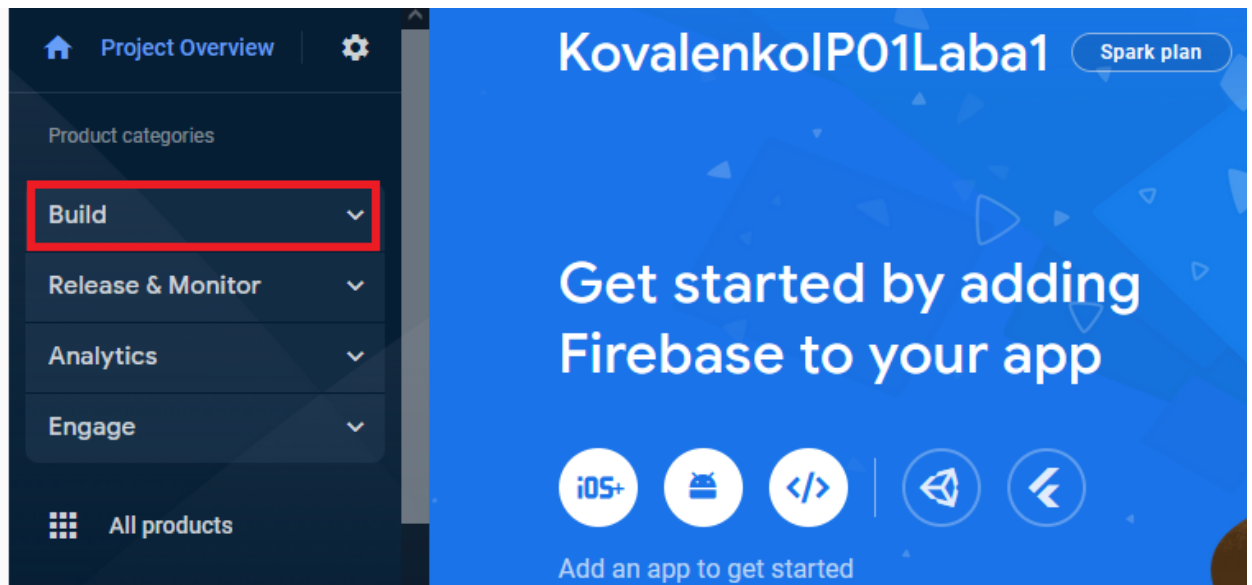 Project Overview
Product categories
Build
Release & Monitor
Analytics
Engage
All products
KovalenkoIP01Laba1
Spark plan
Get started by adding
Firebase to your app
iOS+
</>
Add an app to get started